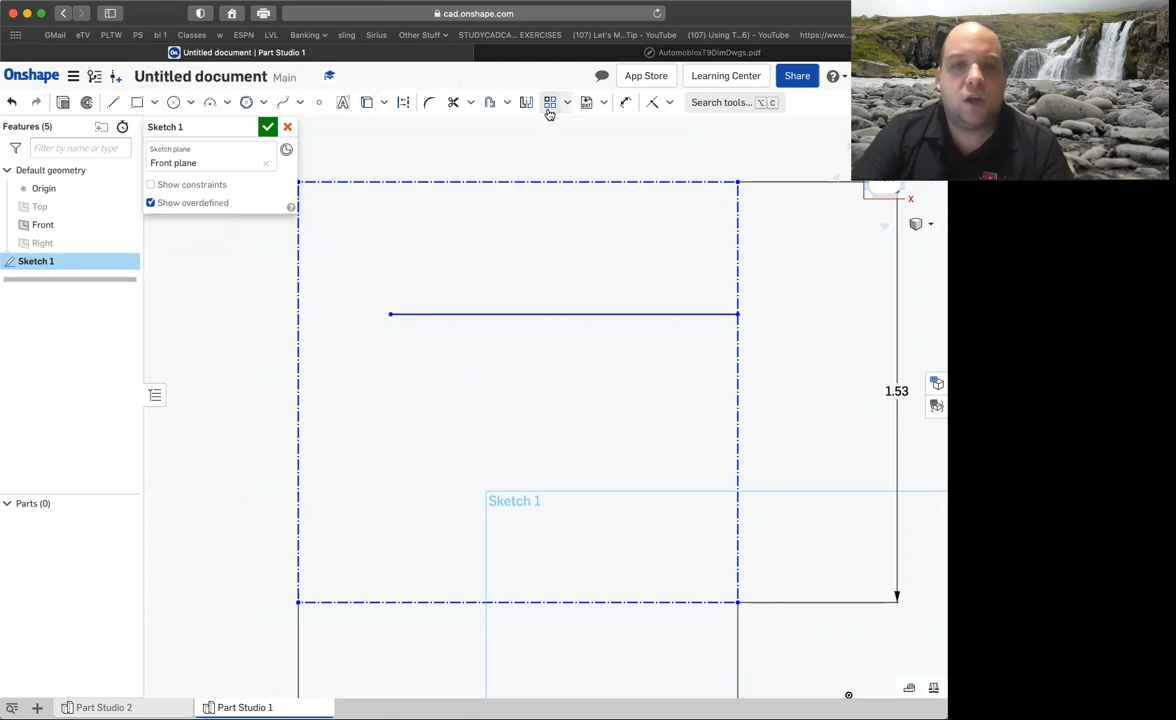 cad.onshape.com
GMail eTV PLTW PS bl 1 Classes w ESPN LVL Banking sling Sirius Other Stuff STUDYCADCA... EXERCISES (107) Let's M...Tip - YouTube (107) Using T...6) - YouTube https://www...
Untitled document | Part Studio 1 AutomobloxT9DimDwgs.pdf
Onshape Untitled document Main App Store Learning Center Share
Search tools... ⌥ C
Features (5)
Filter by name or type
Default geometry
Origin
Top
Front
Right
Sketch 1
Parts (0)
Sketch 1
Sketch plane
Front plane
Show constraints
Show overdefined
X
1.53
Sketch 1
Part Studio 2 Part Studio 1